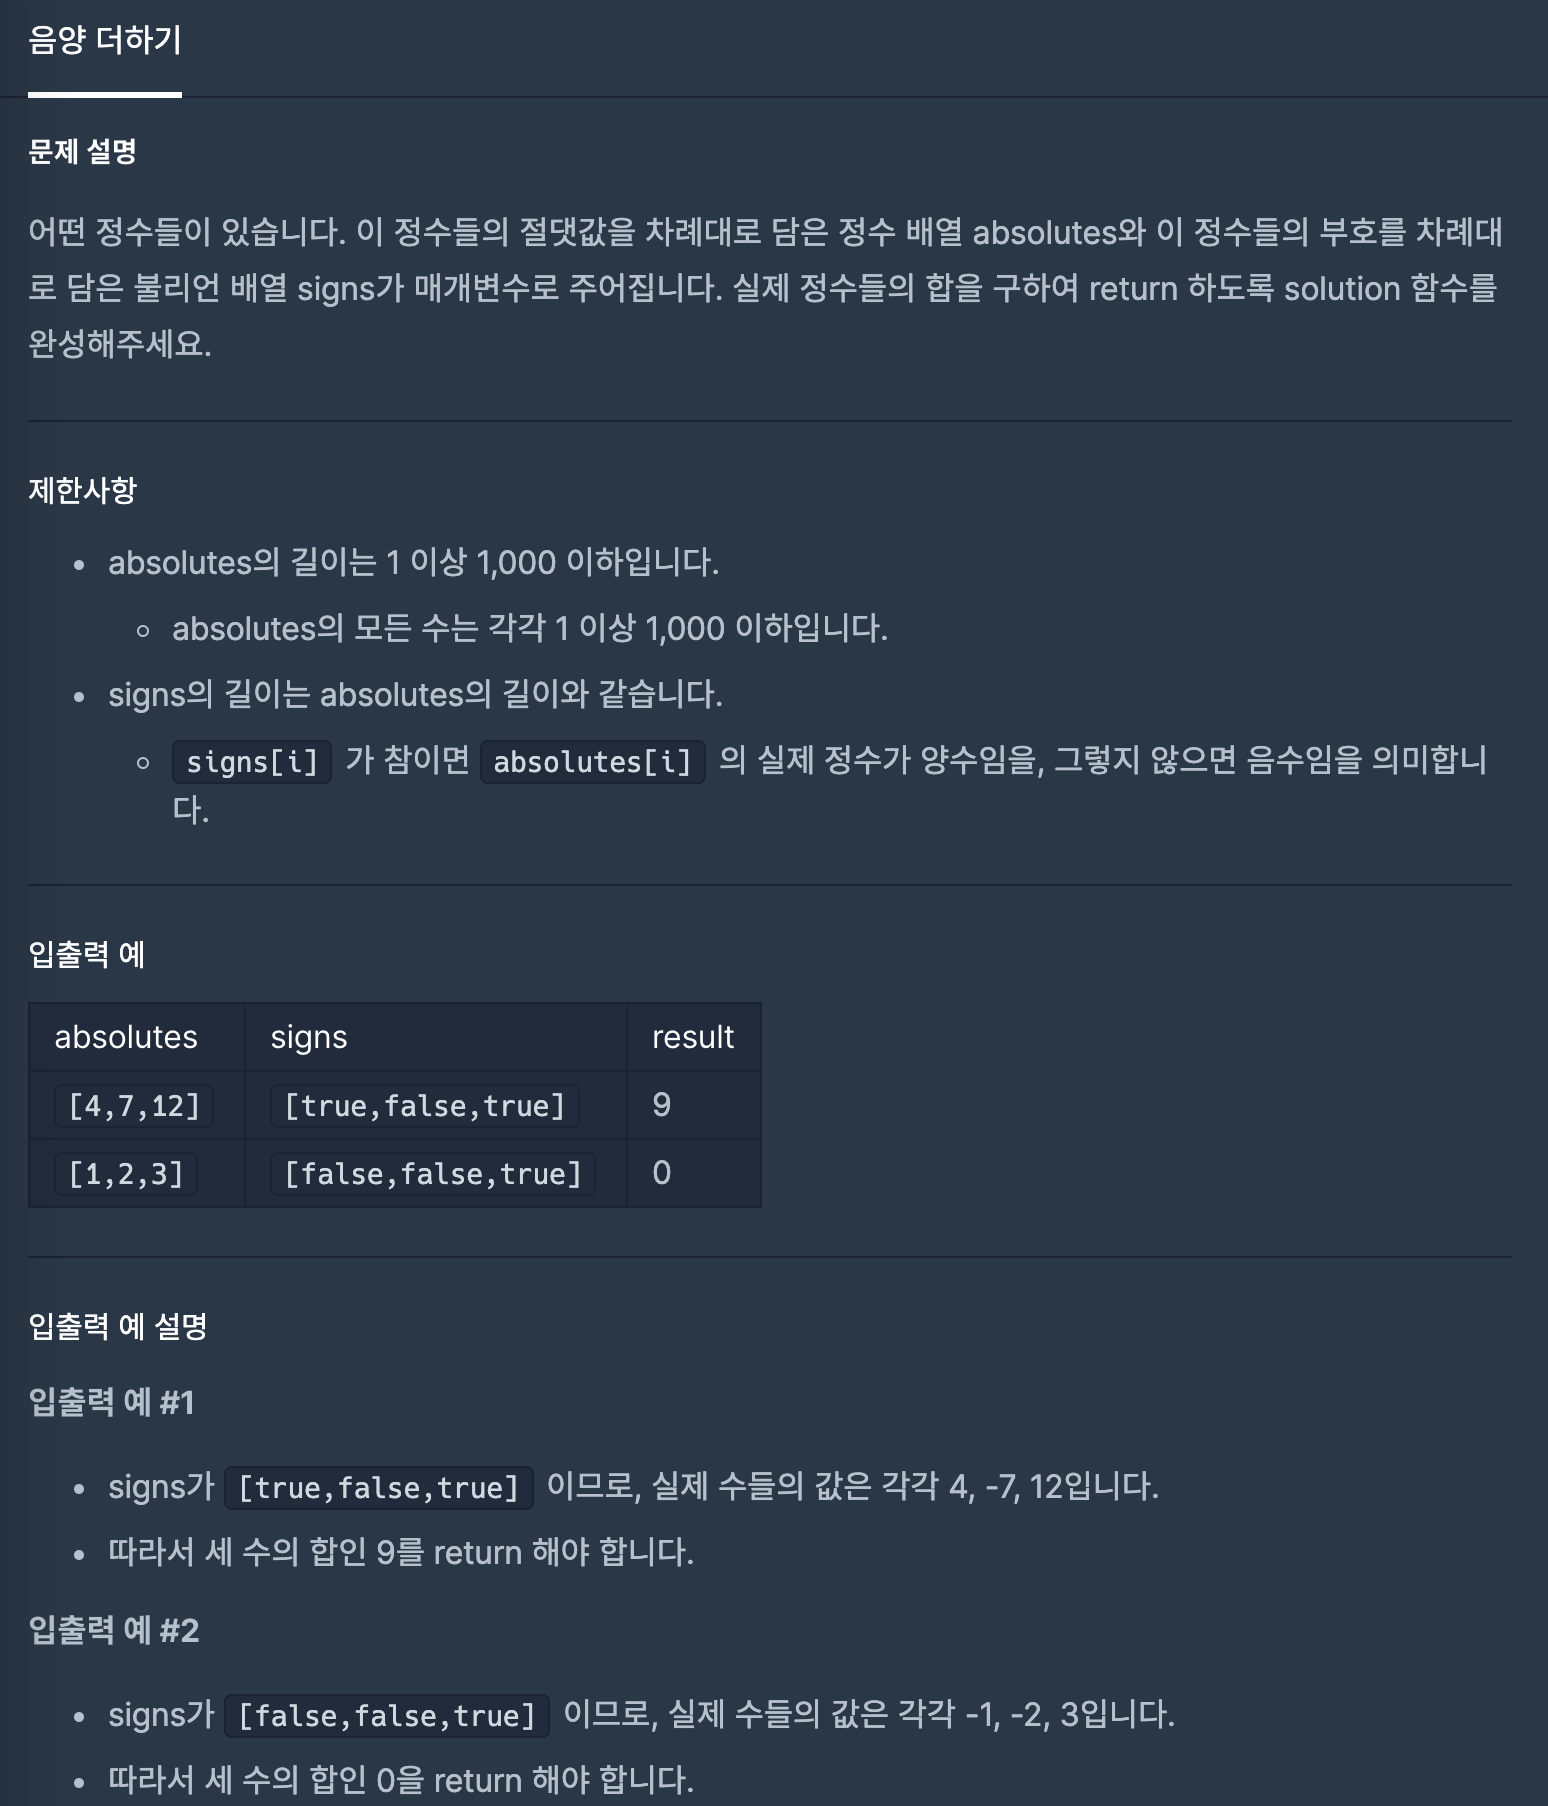 음양 더하기
문제 설명
어떤 정수들이 있습니다. 이 정수들의 절댓값을 차례대로 담은 정수 배열 absolutes와 이 정수들의 부호를 차례대
로 담은 불리언 배열 signs가 매개변수로 주어집니다. 실제 정수들의 합을 구하여 return 하도록 solution 함수를
완성해주세요.
제한사항
absolutes의 길이는 1 이상 1,000 이하입니다.
absolutes의 모든 수는 각각 1 이상 1,000 이하입니다.
signs의 길이는 absolutes의 길이와 같습니다.
signs[i] 가 참이면 absolutes[i] 의 실제 정수가 양수임을, 그렇지 않으면 음수임을 의미합니
다.
입출력 예
absolutes signs result
[4,7,12] [true,false,true] 9
[1,2,3] [false,false,true] 0
입출력 예 설명
입출력 예 #1
signs가 [true,false,true] 이므로, 실제 수들의 값은 각각 4, -7, 12입니다.
따라서 세 수의 합인 9를 return 해야 합니다.
입출력 예 #2
signs가 [false,false,true] 이므로, 실제 수들의 값은 각각 -1, -2, 3입니다.
따라서 세 수의 합인 0을 return 해야 합니다.